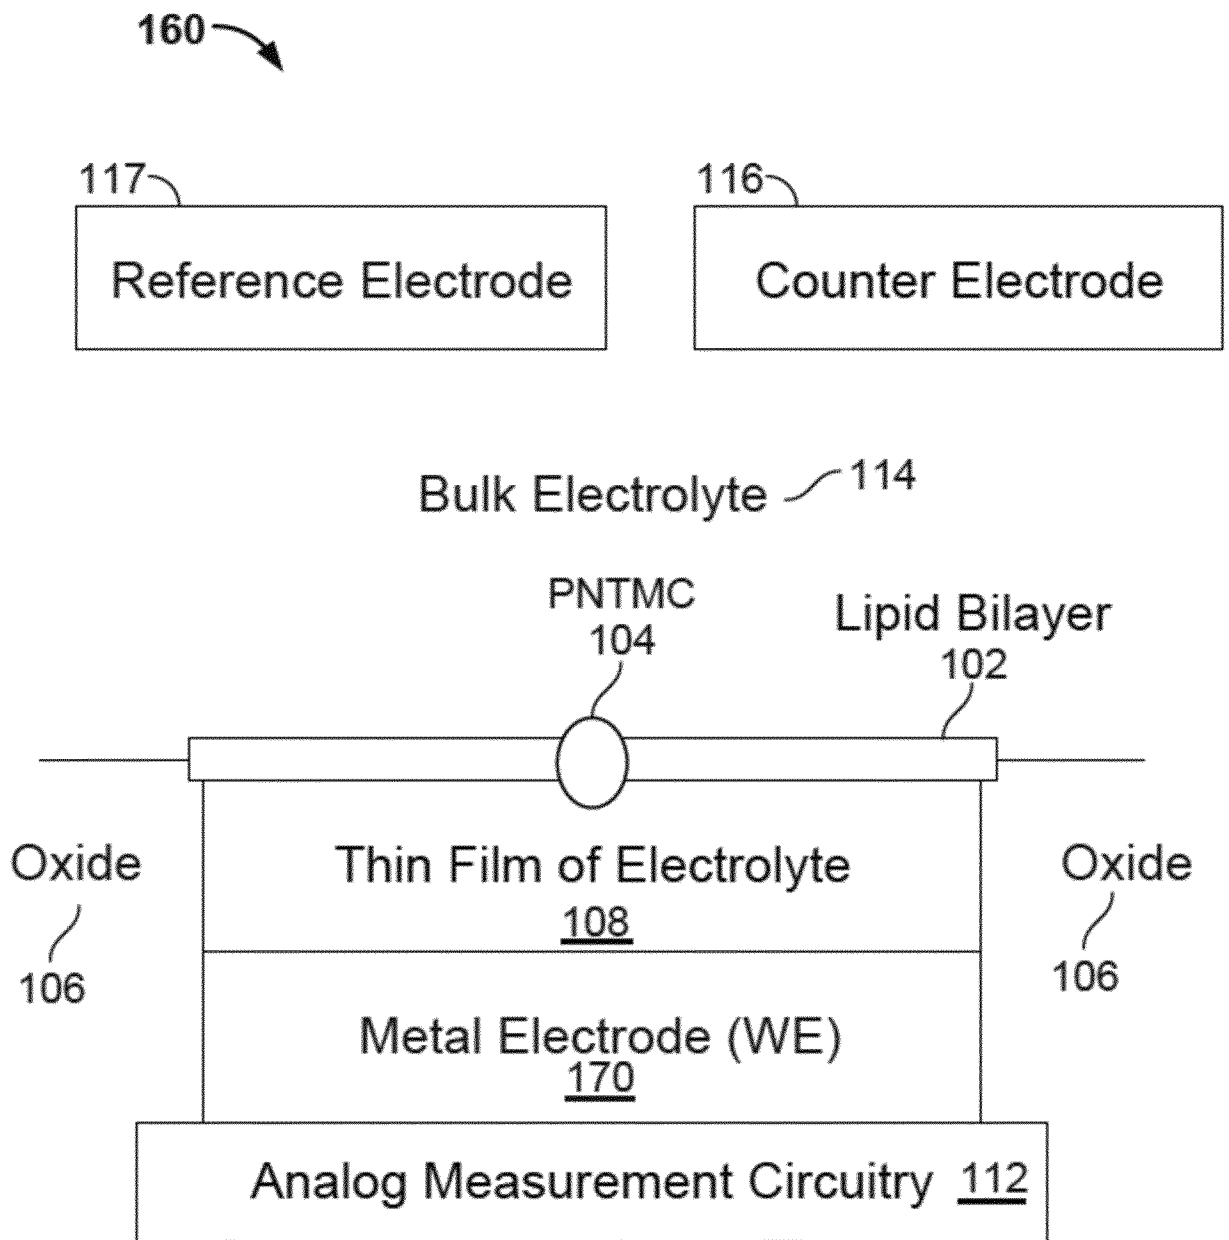 160
117
116
Reference Electrode
Counter Electrode
Bulk Electrolyte
114
PNTMC
104
Lipid Bilayer
102
Oxide
Thin Film of Electrolyte
108
Oxide
106
106
Metal Electrode (WE)
170
Analog Measurement Circuitry 112